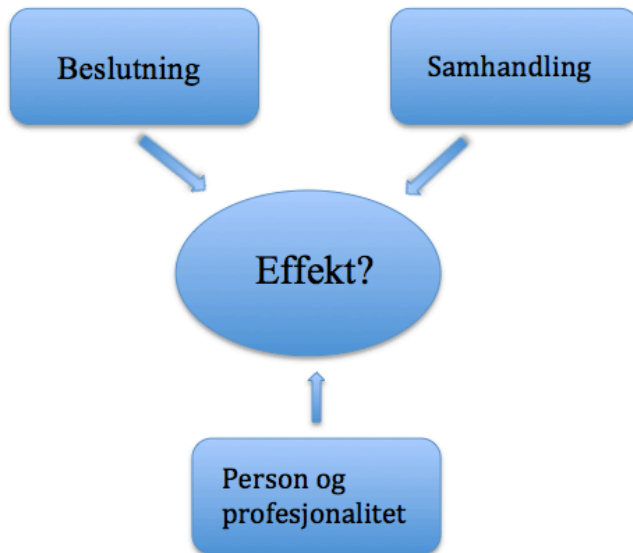 Beslutning
Samhandling
Effekt?
Person og
profesjonalitet